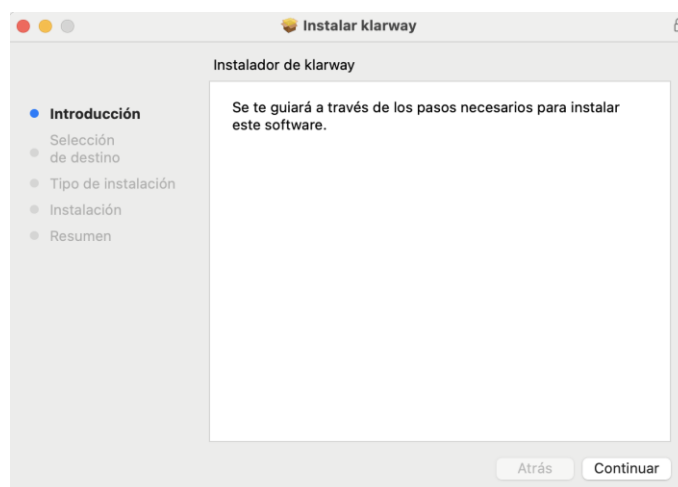 Instalar klarway
Instalador de klarway
Introducción
Selección
de destino
Tipo de instalación
Instalación
Resumen
Se te guiará a través de los pasos necesarios para instalar
este software.
Atrás
Continuar